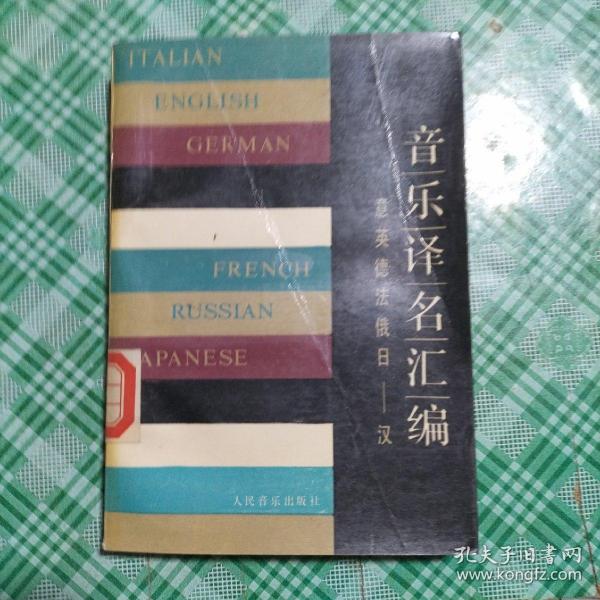 ITALIAN
ENGLISH
GERMAN
FRENCH
RUSSIAN
APANESE
音乐译名汇编
意英德法俄日——汉
人民音乐出版社
孔夫子旧书网
www.kongfz.com